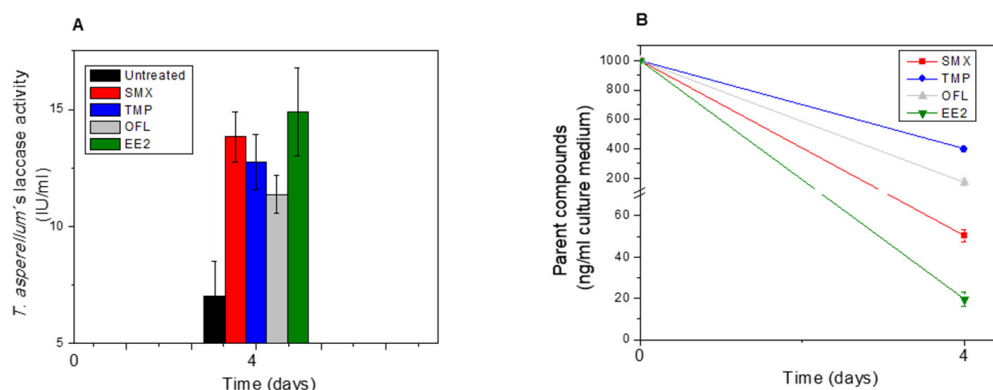 A
T. asperellum´s laccase activity
(IU/ml)
15
10
5
Untreated
SMX
TMP
OFL
EE2
0
4
Time (days)
B
Parent compounds
(ng/ml culture medium)
1000
800
600
400
200
60
40
20
0
SMX
TMP
OFL
EE2
0
4
Time (days)